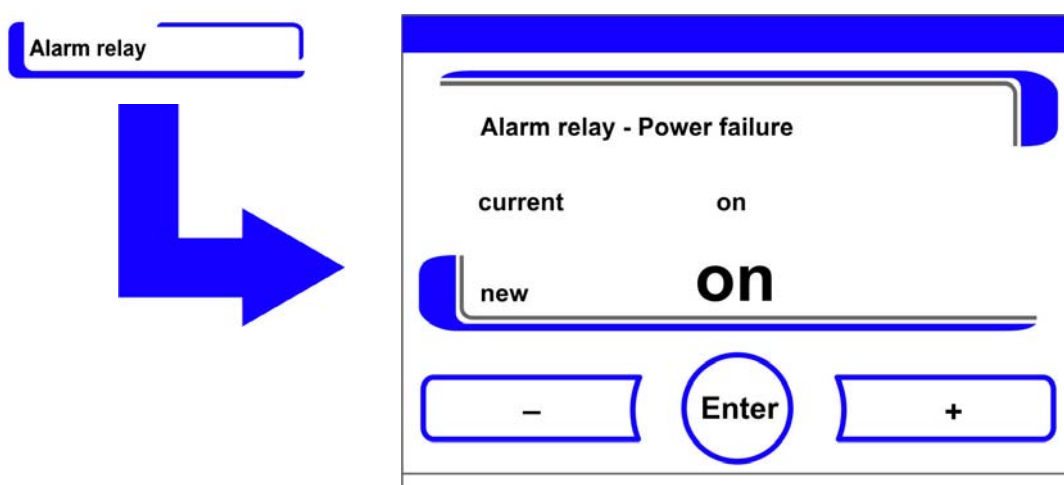 Alarm relay
Alarm relay - Power failure
current on
new on
– Enter +